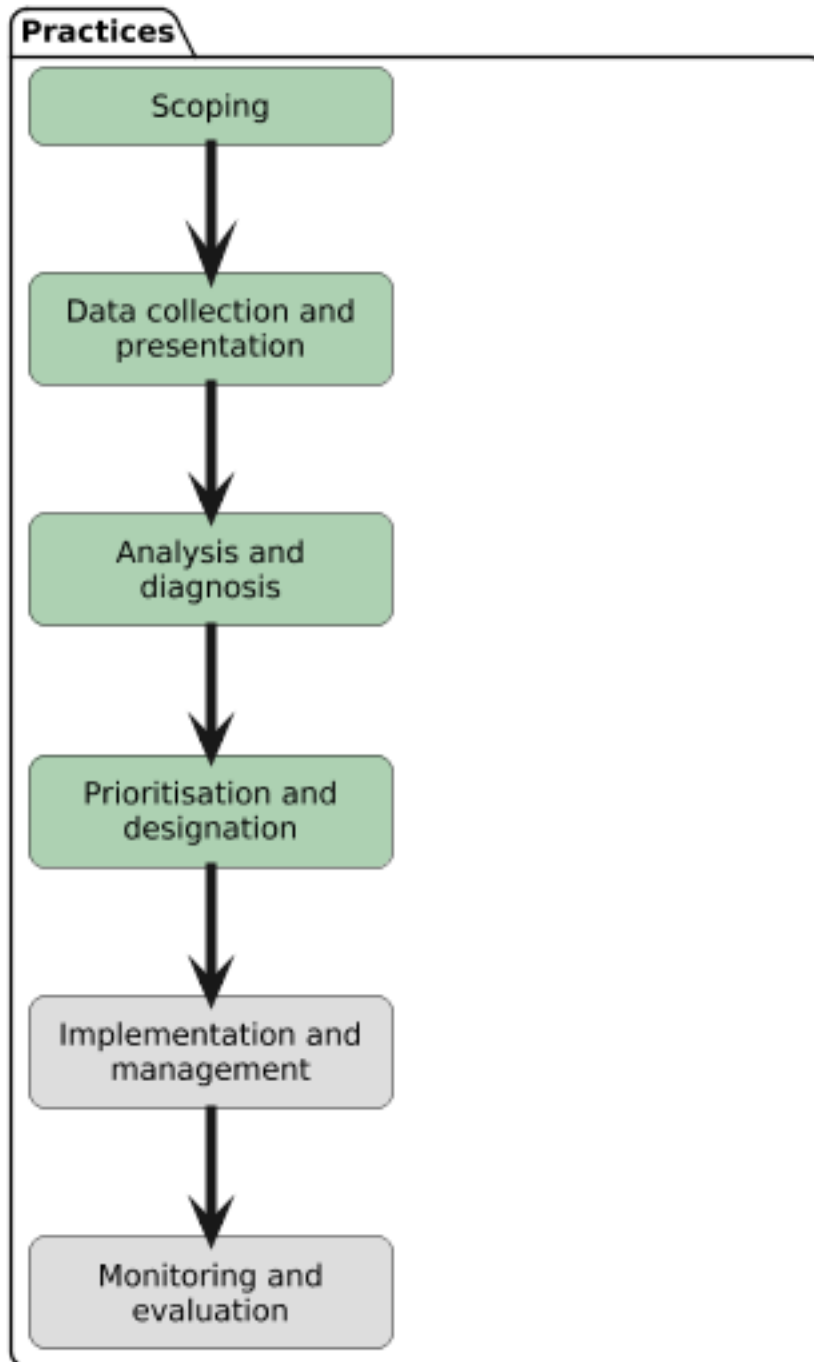 Practices
Scoping
Data collection and
presentation
Analysis and
diagnosis
Prioritisation and
designation
Implementation and
management
Monitoring and
evaluation